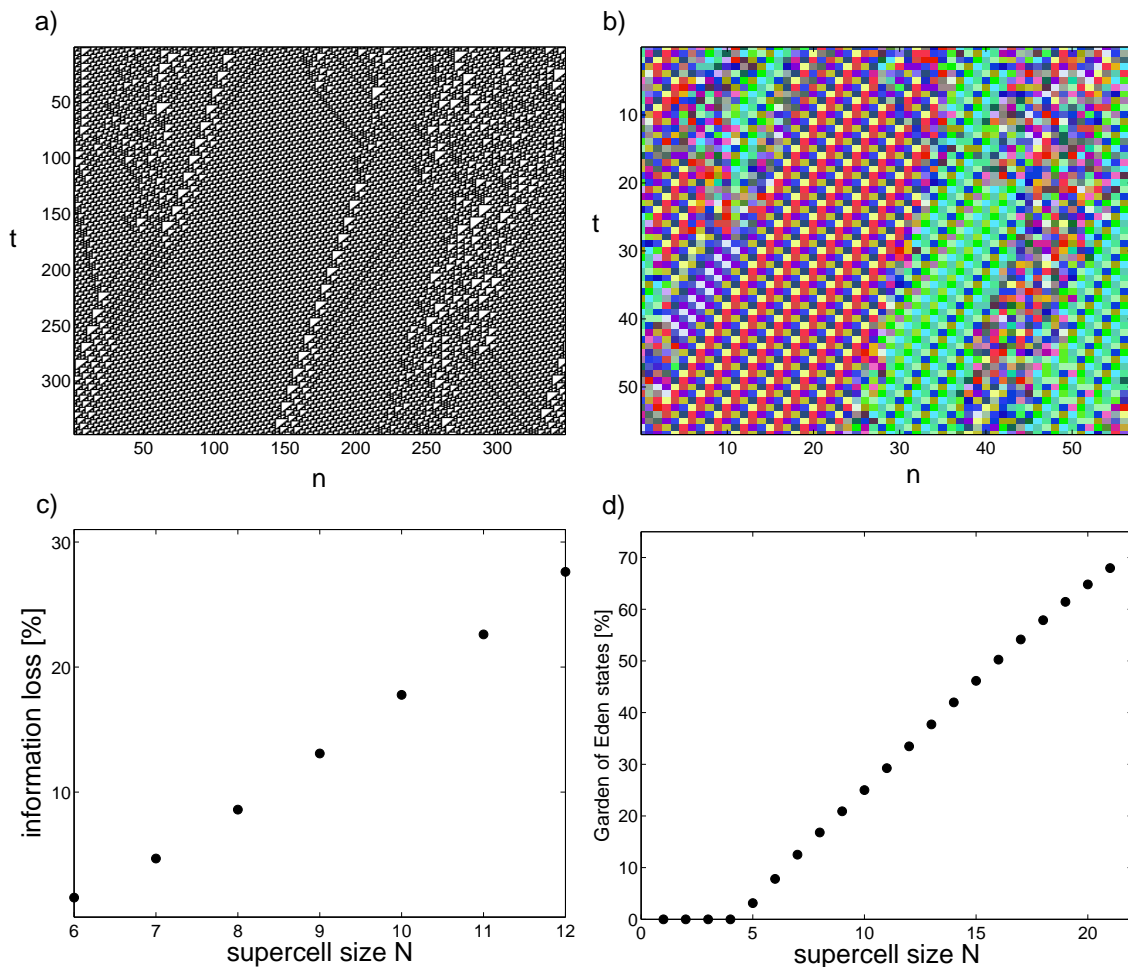 a)
50
100
150
200
250
300
t
50 100 150 200 250 300
n
b)
10
20
30
40
50
t
10 20 30 40 50
n
c)
30
20
10
information loss [%]
6 7 8 9 10 11 12
supercell size N
d)
70
60
50
40
30
20
10
0
Garden of Eden states [%]
0 5 10 15 20
supercell size N